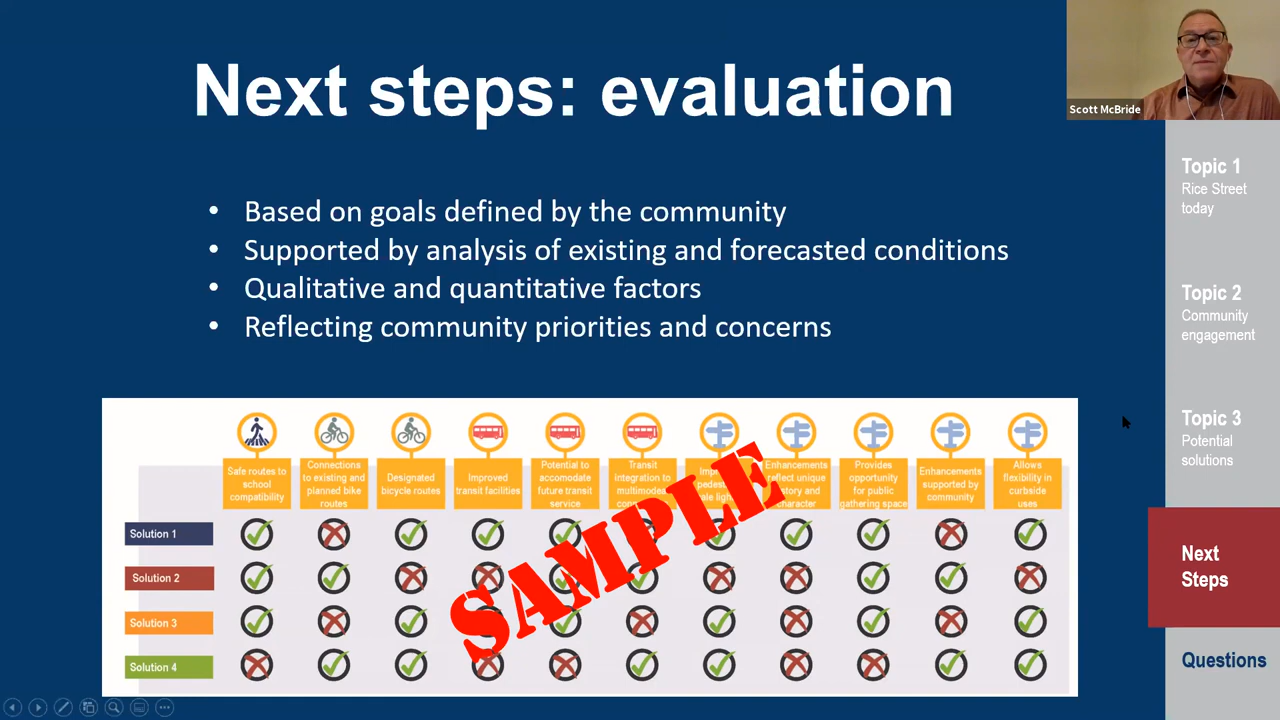 Next steps: evaluation
Scott McBride
• Based on goals defined by the community
• Supported by analysis of existing and forecasted conditions
• Qualitative and quantitative factors
• Reflecting community priorities and concerns
Topic 1
Rice Street
today
Topic 2
Community
engagement
Topic 3
Potential
solutions
Next
Steps
Questions
Safe routes to
school
compatibility
Connections
to existing and
planned bike
routes
Designated
bicycle routes
Improved
transit facilities
Potential to
accomodate
future transit
service
Transit
integration to
Enhancements
reflect unique
Provides
opportunity
for public
gathering space
Enhancements
supported by
community
Allows
flexibility in
curbside
uses
Solution 1
Solution 2
Solution 3
Solution 4
SAMPLE